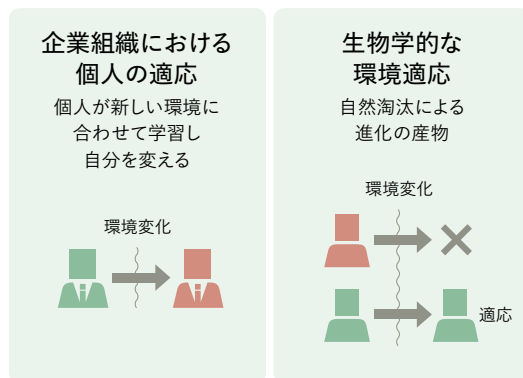 企業組織における
個人の適応
個人が新しい環境に
合わせて学習し
自分を変える
環境変化
生物学的な
環境適応
自然淘汰による
進化の産物
環境変化
適応